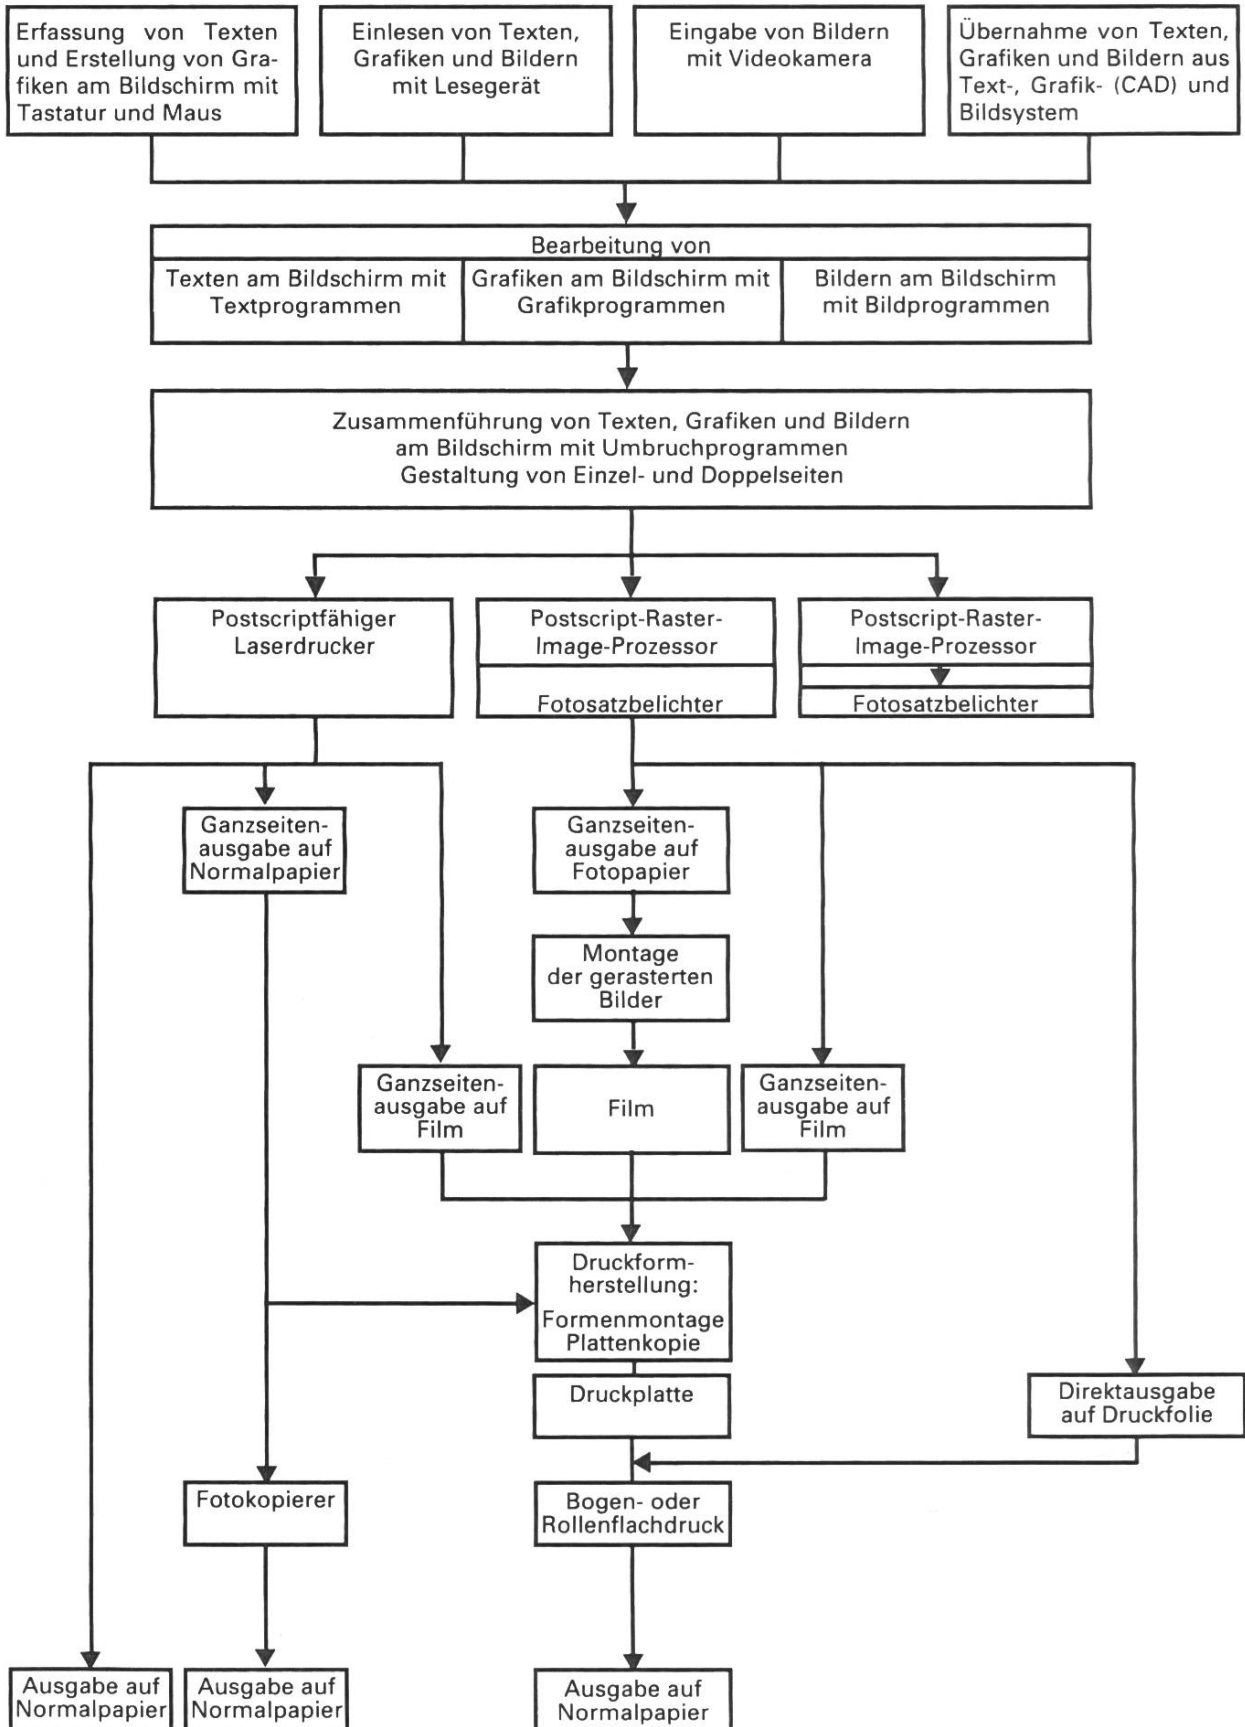 Erfassung von Texten
und Erstellung von Gra-
fiken am Bildschirm mit
Tastatur und Maus
Einlesen von Texten,
Grafiken und Bildern
mit Lesegerät
Eingabe von Bildern
mit Videokamera
Übernahme von Texten,
Grafiken und Bildern aus
Text-, Grafik- (CAD) und
Bildsystem
Bearbeitung von
Texten am Bildschirm mit
Textprogrammen
Grafiken am Bildschirm mit
Grafikprogrammen
Bildern am Bildschirm
mit Bildprogrammen
Zusammenführung von Texten, Grafiken und Bildern
am Bildschirm mit Umbruchprogrammen
Gestaltung von Einzel- und Doppelseiten
Postscriptfähiger
Laserdrucker
Postscript-Raster-
Image-Prozessor
Fotosatzbelichter
Postscript-Raster-
Image-Prozessor
Fotosatzbelichter
Ganzseiten-
ausgabe auf
Normalpapier
Ganzseiten-
ausgabe auf
Fotopapier
Montage
der gerasterten
Bilder
Ganzseiten-
ausgabe auf
Film
Film
Ganzseiten-
ausgabe auf
Film
Druckform-
herstellung:
Formenmontage
Plattenkopie
Druckplatte
Direktausgabe
auf Druckfolie
Fotokopierer
Bogen- oder
Rollenflachdruck
Ausgabe auf
Normalpapier
Ausgabe auf
Normalpapier
Ausgabe auf
Normalpapier